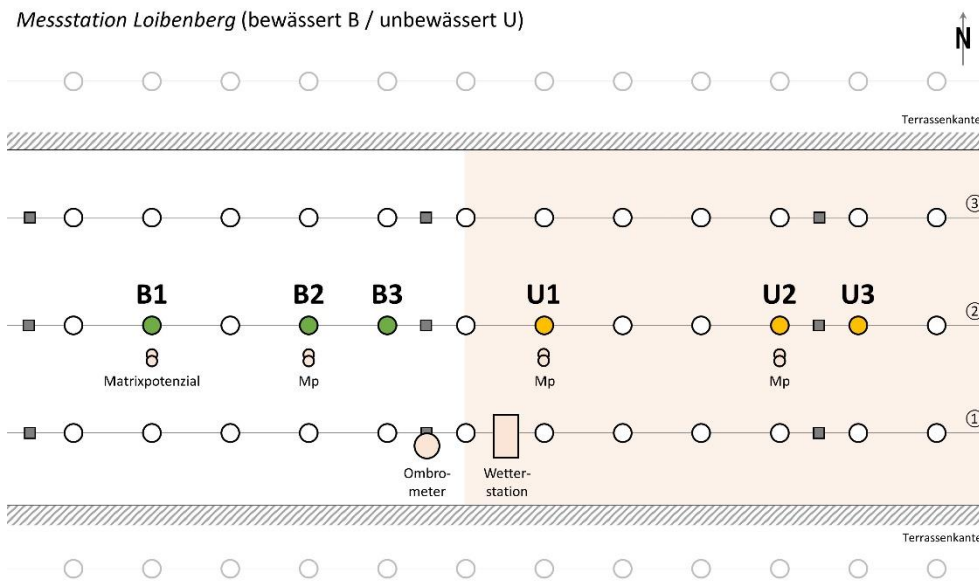 Messstation Loibenberg (bewässert B / unbewässert U)
N
Terrassenkante
③
B1 B2 B3 U1 U2 U3
②
Matrixpotenzial Mp Mp Mp
①
Ombro-
meter
Wetter-
station
Terrassenkante